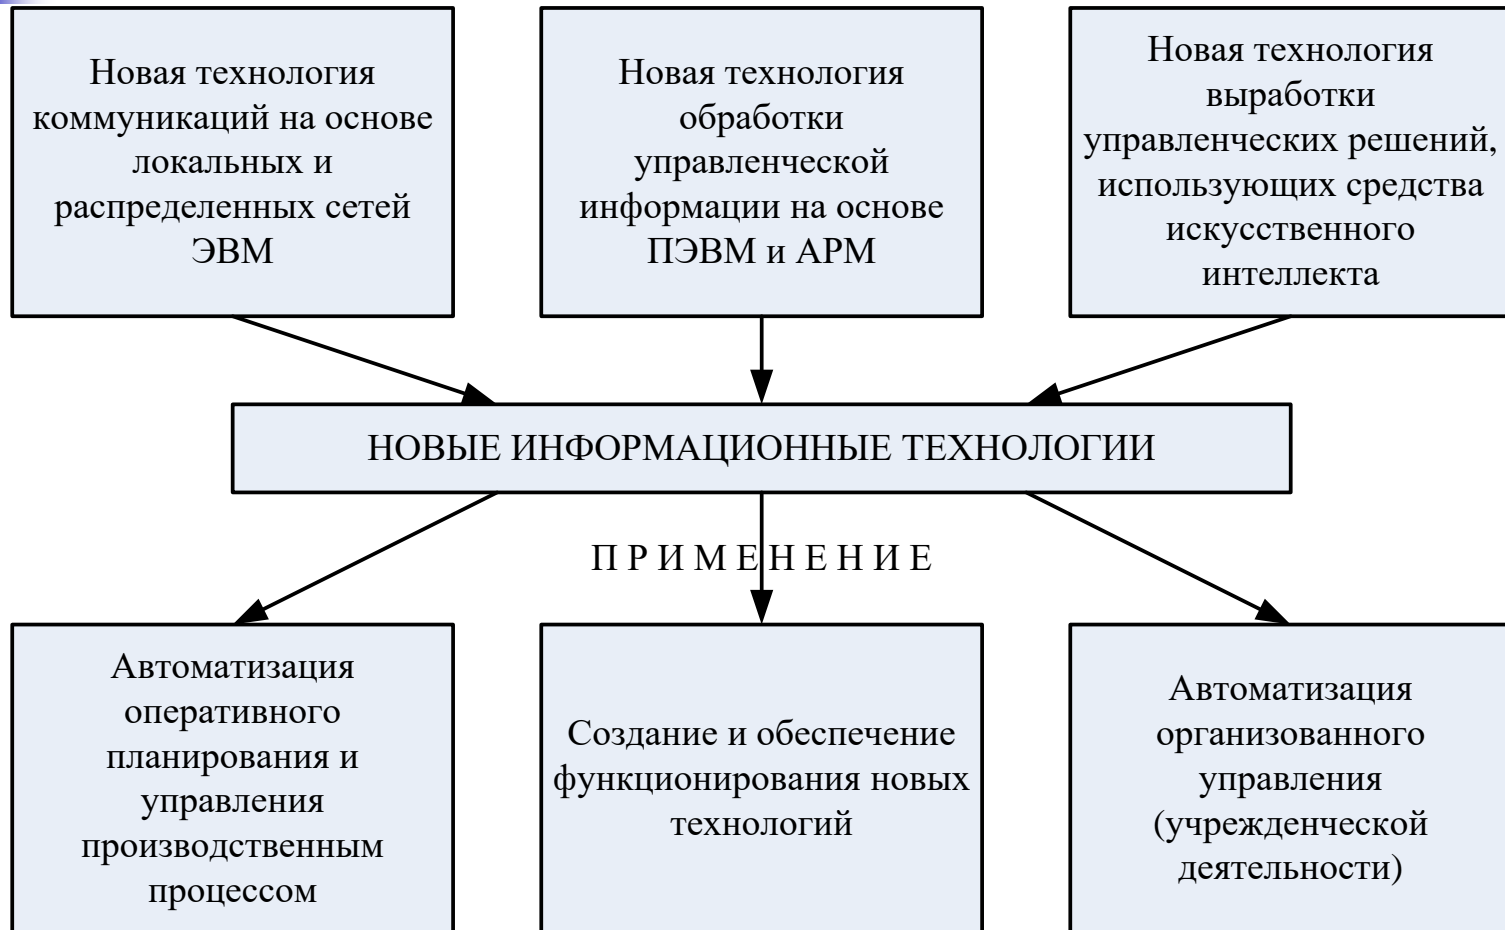 Новая технология
коммуникаций на основе
локальных и
распределенных сетей
ЭВМ
Новая технология
обработки
управленческой
информации на основе
ПЭВМ и АРМ
Новая технология
выработки
управленческих решений,
использующих средства
искусственного
интеллекта
НОВЫЕ ИНФОРМАЦИОННЫЕ ТЕХНОЛОГИИ
П Р И М Е Н Е Н И Е
Автоматизация
оперативного
планирования и
управления
производственным
процессом
Создание и обеспечение
функционирования новых
технологий
Автоматизация
организованного
управления
(учрежденческой
деятельности)